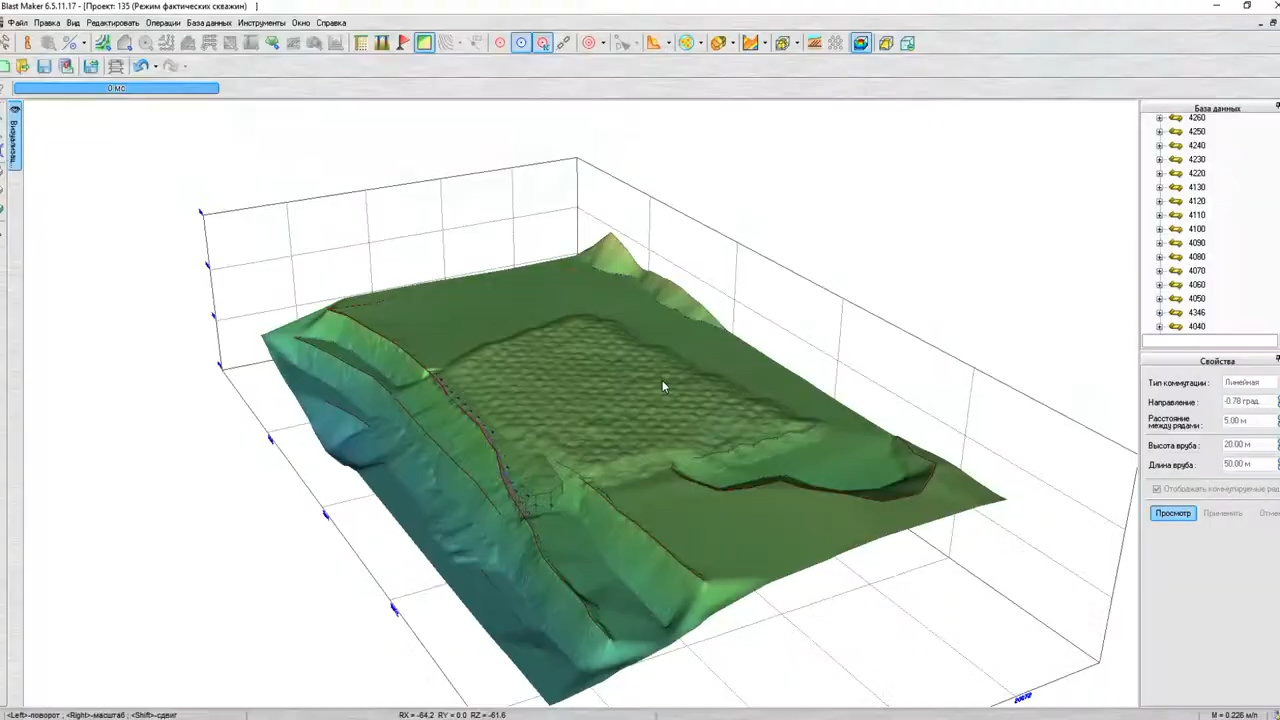 Blast Maker 6.5.11.17 - [Проект: 135 (Режим фактических скважин) ]
Файл Правка Вид Редактировать Операции База данных Инструменты Окно Справка
0 мс
Визуализац...
База данных
4260
4250
4240
4230
4220
4130
4120
4110
4100
4090
4080
4070
4060
4050
4346
4040
Свойства
Тип коммутации: Линейная
Направление: -0.78 град
Расстояние между рядами: 5.00 м
Высота вруба: 20.00 м
Длина вруба: 50.00 м
Отображать коммутируемые ряд
Просмотр Применить Отме
<Left>-поворот ; <Right>-масштаб ; <Shift>-сдвиг RX = -64.2 RY = 0.0 RZ = -61.6 M = 0.226 м/п